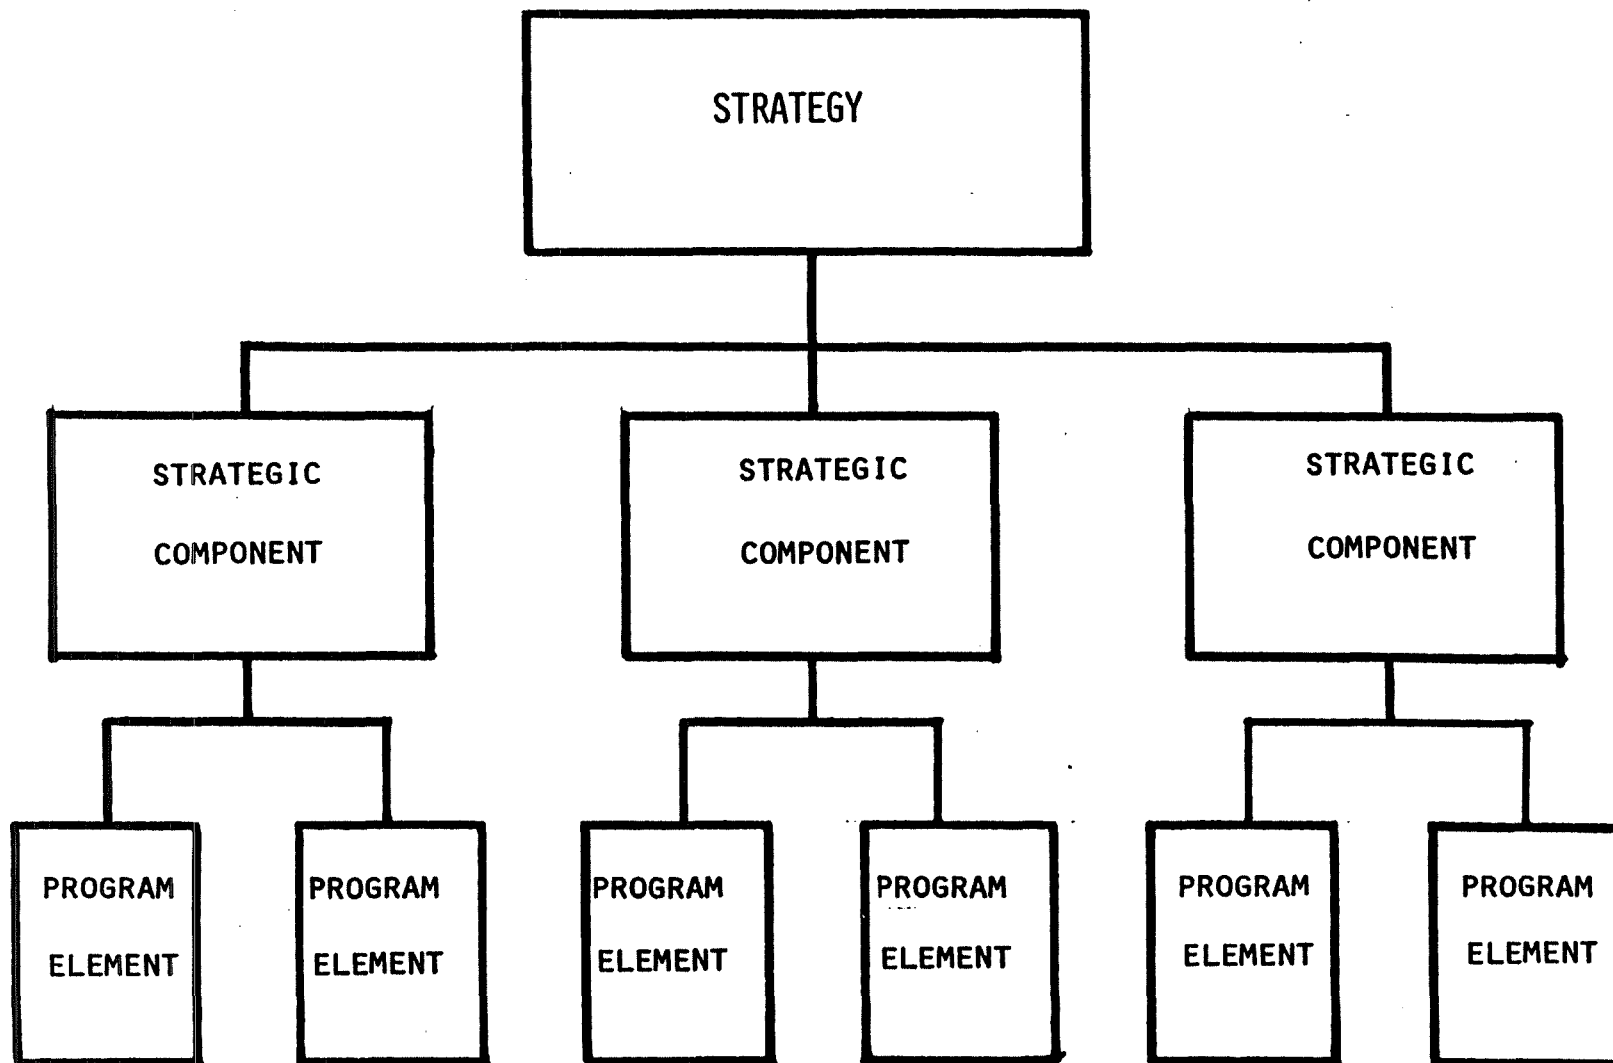 STRATEGY
STRATEGIC
COMPONENT
STRATEGIC
COMPONENT
STRATEGIC
COMPONENT
PROGRAM
ELEMENT
PROGRAM
ELEMENT
PROGRAM
ELEMENT
PROGRAM
ELEMENT
PROGRAM
ELEMENT
PROGRAM
ELEMENT